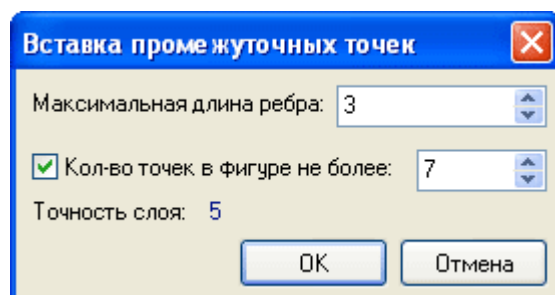 Вставка промежуточных точек
Максимальная длина ребра: 3
Кол-во точек в фигуре не более: 7
Точность слоя: 5
OK Отмена